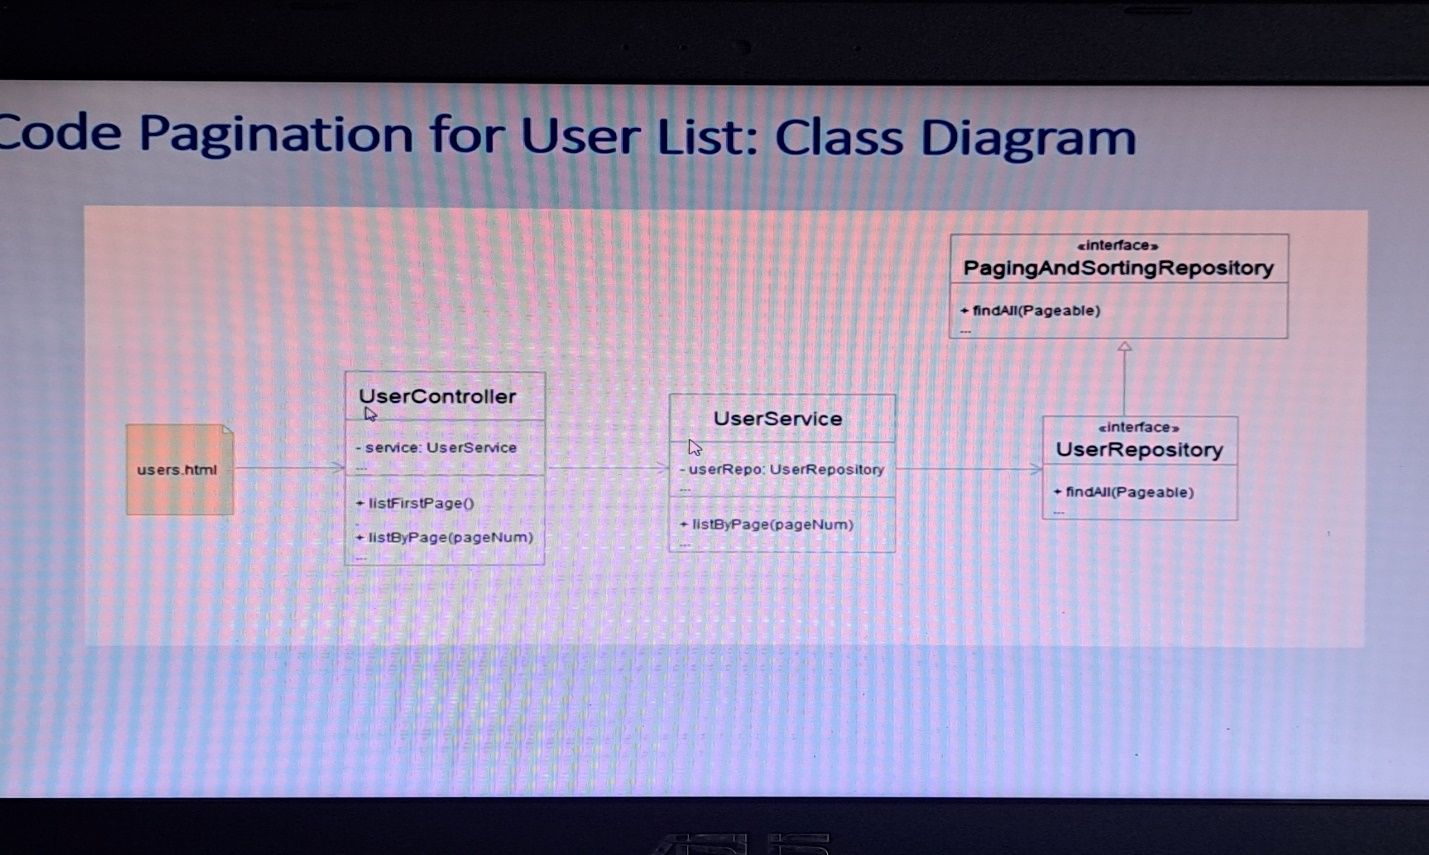 Code Pagination for User List: Class Diagram
«interface»
PagingAndSortingRepository
+ findAll(Pageable)
...
UserController
- service: UserService
...
+ listFirstPage()
.
+ listByPage(pageNum)
...
UserService
- userRepo: UserRepository
...
+ listByPage(pageNum)
...
«interface»
UserRepository
+ findAll(Pageable)
...
users.html
ASUS